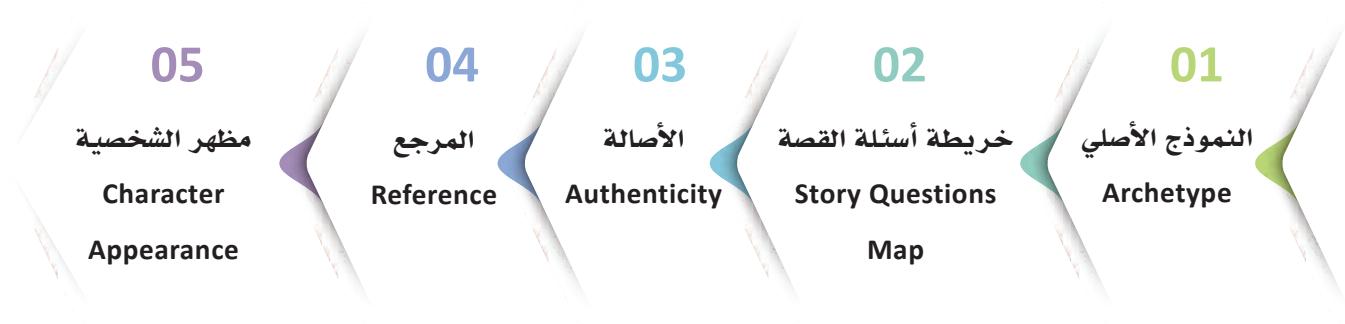 01
النموذج الأصلي
Archetype
02
خريطة أسئلة القصة
Story Questions
Map
03
الأصالة
Authenticity
04
المرجع
Reference
05
مظهر الشخصية
Character
Appearance